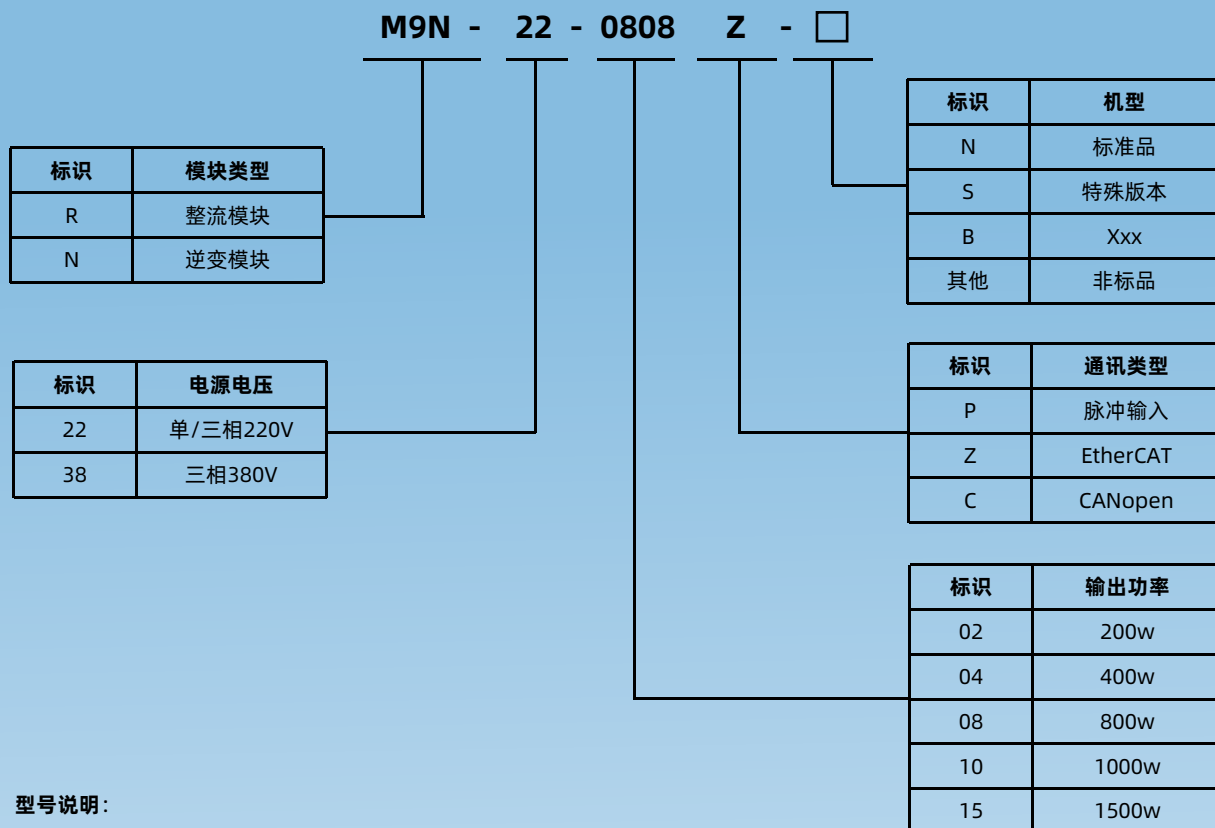 M9N - 22 - 0808 Z - □
标识 模块类型
R 整流模块
N 逆变模块
标识 电源电压
22 单/三相220V
38 三相380V
标识 机型
N 标准品
S 特殊版本
B Xxx
其他 非标品
标识 通讯类型
P 脉冲输入
Z EtherCAT
C CANopen
标识 输出功率
02 200w
04 400w
08 800w
10 1000w
15 1500w
型号说明: